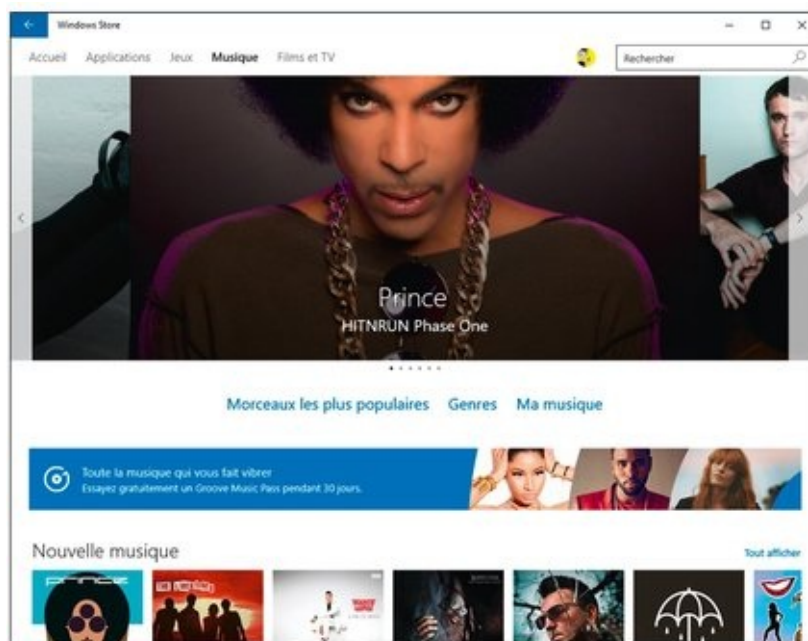 Windows Store
Accueil Applications Jeux Musique Films et TV
Rechercher
Prince
HITNRUN Phase One
Morceaux les plus populaires Genres Ma musique
Toute la musique qui vous fait vibrer
Essayez gratuitement un Groove Music Pass pendant 30 jours.
Nouvelle musique
Tout afficher
prince